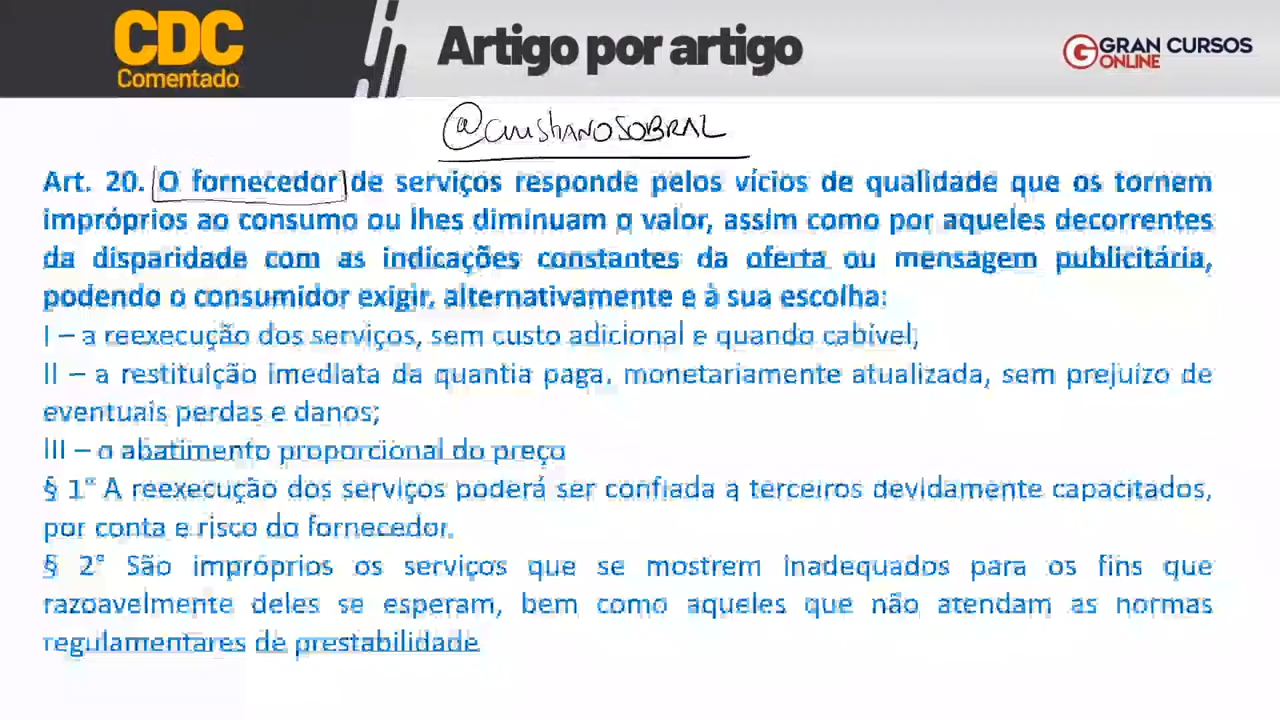 CDC
Comentado
Artigo por artigo
GRAN CURSOS
ONLINE
@CRISTIANOSOBRAL
Art. 20. O fornecedor de serviços responde pelos vícios de qualidade que os tornem
impróprios ao consumo ou lhes diminuam o valor, assim como por aqueles decorrentes
da disparidade com as indicações constantes da oferta ou mensagem publicitária,
podendo o consumidor exigir, alternativamente e à sua escolha:
I – a reexecução dos serviços, sem custo adicional e quando cabível;
II – a restituição imediata da quantia paga, monetariamente atualizada, sem prejuízo de
eventuais perdas e danos;
III – o abatimento proporcional do preço
§ 1° A reexecução dos serviços poderá ser confiada a terceiros devidamente capacitados,
por conta e risco do fornecedor.
§ 2° São impróprios os serviços que se mostrem inadequados para os fins que
razoavelmente deles se esperam, bem como aqueles que não atendam as normas
regulamentares de prestabilidade